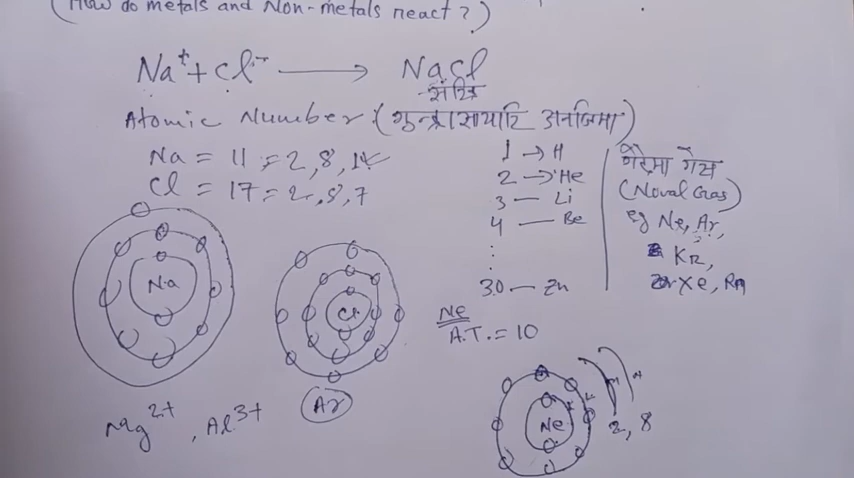 (How do metals and Non-metals react?)
Na⁺ + Cl⁻ → NaCl
Atomic Number (
Na = 11 = 2, 8, 1
Cl = 17 = 2, 8, 7
1 → H
2 → He
3 — Li
4 — Be
:
30 — Zn
(Noval Gas)
eg Ne, Ar,
KR,
Xe, Rn
Na
Cl
Ne
A.T. = 10
Ar
Mg²⁺, Al³⁺
Ne
2, 8